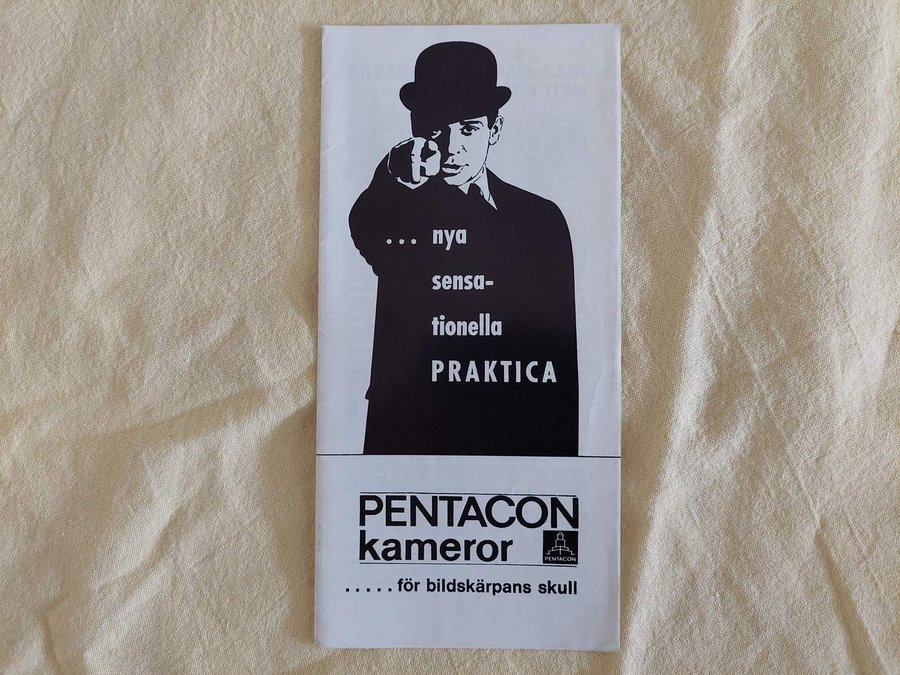 ... nya
sensa-
tionella
PRAKTICA
PENTACON
kameror
PENTACON
.....för bildskärpans skull